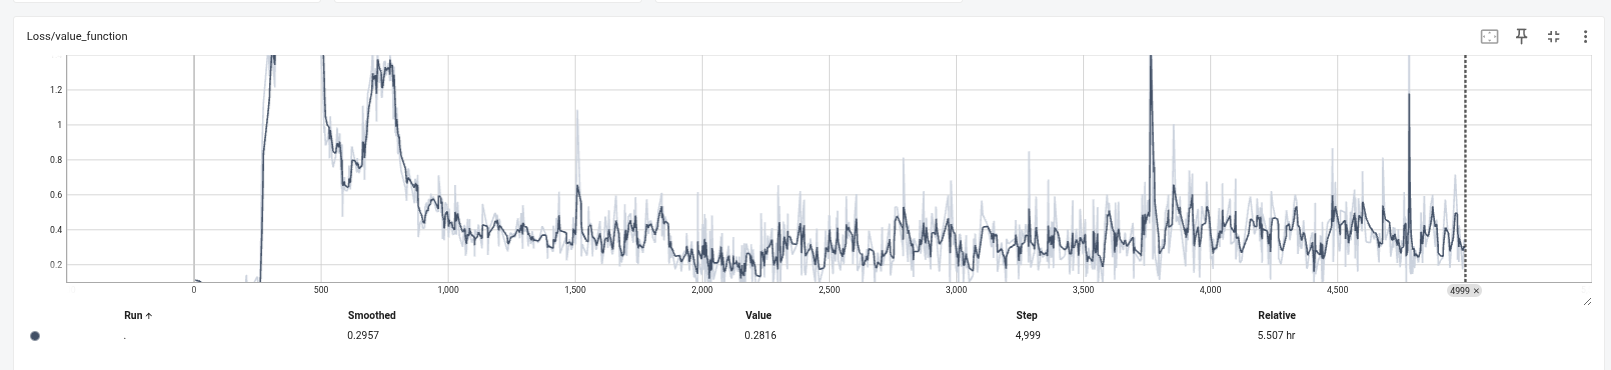 Loss/value_function
1.2
1
0.8
0.6
0.4
0.2
0 500 1,000 1,500 2,000 2,500 3,000 3,500 4,000 4,500 4999 ×
Run ↑ Smoothed Value Step Relative
. 0.2957 0.2816 4,999 5.507 hr